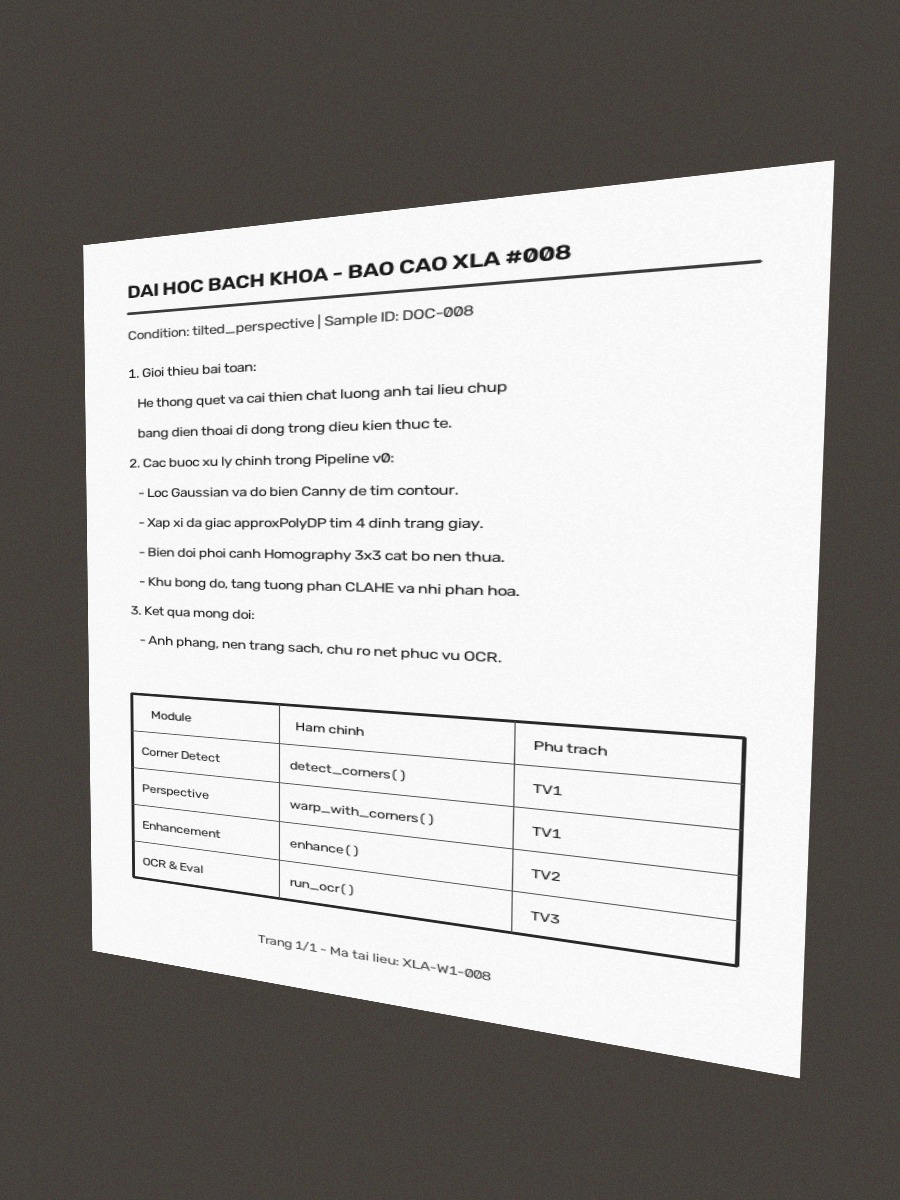 DAI HOC BACH KHOA - BAO CAO XLA #008
Condition: tilted_perspective | Sample ID: DOC-008
1. Gioi thieu bai toan:
He thong quet va cai thien chat luong anh tai lieu chup
bang dien thoai di dong trong dieu kien thuc te.
2. Cac buoc xu ly chinh trong Pipeline v0:
- Loc Gaussian va do bien Canny de tim contour.
- Xap xi da giac approxPolyDP tim 4 dinh trang giay.
- Bien doi phoi canh Homography 3x3 cat bo nen thua.
- Khu bong do, tang tuong phan CLAHE va nhi phan hoa.
3. Ket qua mong doi:
- Anh phang, nen trang sach, chu ro net phuc vu OCR.
Module Ham chinh Phu trach
Corner Detect detect_corners() TV1
Perspective warp_with_corners() TV1
Enhancement enhance() TV2
OCR & Eval run_ocr() TV3
Trang 1/1 - Ma tai lieu: XLA-W1-008